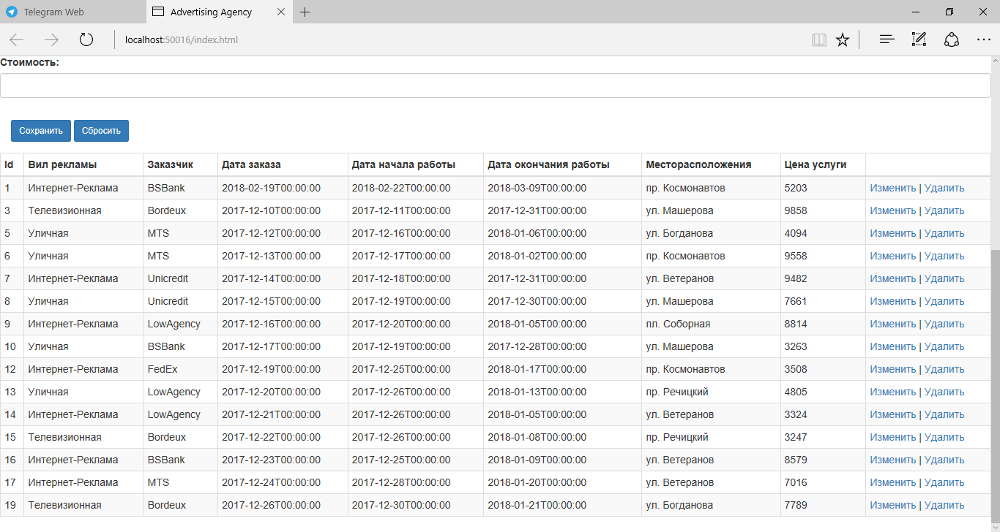 Telegram Web
Advertising Agency
localhost:50016/index.html
Стоимость:
Сохранить Сбросить
Id Вил рекламы Заказчик Дата заказа Дата начала работы Дата окончания работы Месторасположения Цена услуги
1 Интернет-Реклама BSBank 2018-02-19T00:00:00 2018-02-22T00:00:00 2018-03-09T00:00:00 пр. Космонавтов 5203 Изменить | Удалить
3 Телевизионная Bordeux 2017-12-10T00:00:00 2017-12-11T00:00:00 2017-12-31T00:00:00 ул. Машерова 9858 Изменить | Удалить
5 Уличная MTS 2017-12-12T00:00:00 2017-12-16T00:00:00 2018-01-06T00:00:00 ул. Богданова 4094 Изменить | Удалить
6 Уличная MTS 2017-12-13T00:00:00 2017-12-17T00:00:00 2018-01-02T00:00:00 пр. Космонавтов 9558 Изменить | Удалить
7 Интернет-Реклама Unicredit 2017-12-14T00:00:00 2017-12-18T00:00:00 2017-12-31T00:00:00 ул. Ветеранов 9482 Изменить | Удалить
8 Уличная Unicredit 2017-12-15T00:00:00 2017-12-19T00:00:00 2017-12-30T00:00:00 ул. Машерова 7661 Изменить | Удалить
9 Интернет-Реклама LowAgency 2017-12-16T00:00:00 2017-12-20T00:00:00 2018-01-05T00:00:00 пл. Соборная 8814 Изменить | Удалить
10 Уличная BSBank 2017-12-17T00:00:00 2017-12-19T00:00:00 2017-12-28T00:00:00 ул. Машерова 3263 Изменить | Удалить
12 Интернет-Реклама FedEx 2017-12-19T00:00:00 2017-12-25T00:00:00 2018-01-17T00:00:00 пр. Космонавтов 3508 Изменить | Удалить
13 Уличная LowAgency 2017-12-20T00:00:00 2017-12-26T00:00:00 2018-01-13T00:00:00 пр. Речицкий 4805 Изменить | Удалить
14 Интернет-Реклама LowAgency 2017-12-21T00:00:00 2017-12-26T00:00:00 2018-01-05T00:00:00 ул. Ветеранов 3324 Изменить | Удалить
15 Телевизионная Bordeux 2017-12-22T00:00:00 2017-12-26T00:00:00 2018-01-08T00:00:00 пр. Речицкий 3247 Изменить | Удалить
16 Интернет-Реклама BSBank 2017-12-23T00:00:00 2017-12-25T00:00:00 2018-01-09T00:00:00 ул. Ветеранов 8579 Изменить | Удалить
17 Интернет-Реклама MTS 2017-12-24T00:00:00 2017-12-28T00:00:00 2018-01-20T00:00:00 ул. Ветеранов 7016 Изменить | Удалить
19 Телевизионная Bordeux 2017-12-26T00:00:00 2017-12-30T00:00:00 2018-01-21T00:00:00 ул. Богданова 7789 Изменить | Удалить